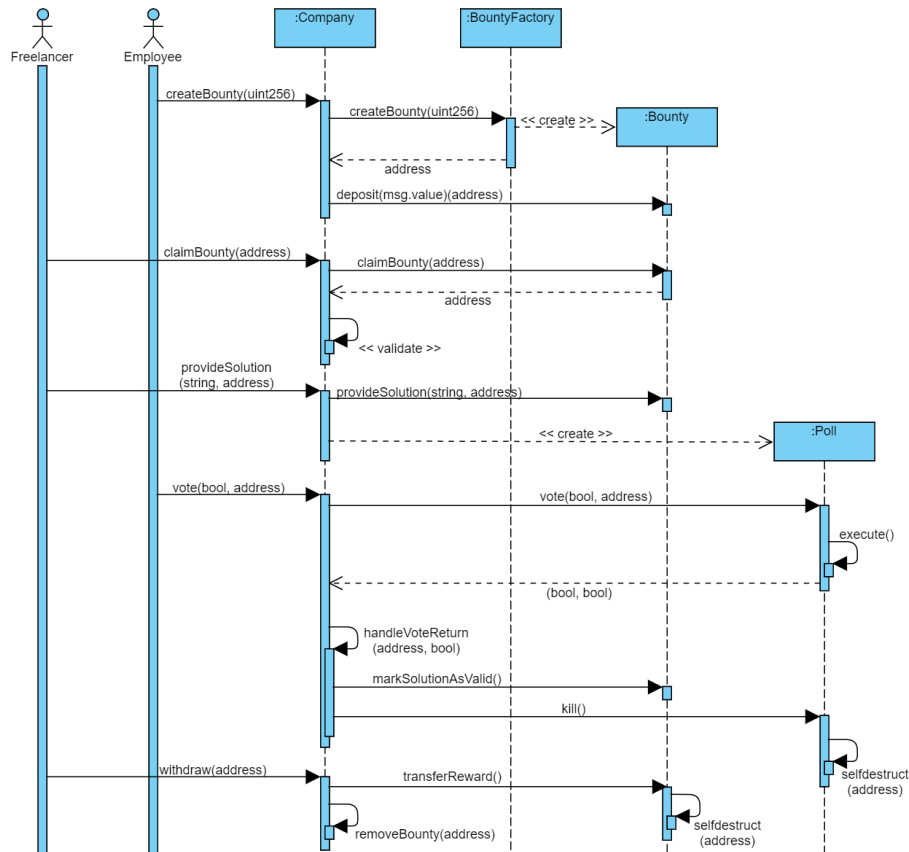 :Company
:BountyFactory
Freelancer
Employee
createBounty(uint256)
createBounty(uint256)
<< create >>
:Bounty
address
deposit(msg.value)(address)
claimBounty(address)
claimBounty(address)
address
<< validate >>
provideSolution
(string, address)
provideSolution(string, address)
<< create >>
:Poll
vote(bool, address)
vote(bool, address)
execute()
(bool, bool)
handleVoteReturn
(address, bool)
markSolutionAsValid()
kill()
withdraw(address)
transferReward()
selfdestruct
(address)
removeBounty(address)
selfdestruct
(address)